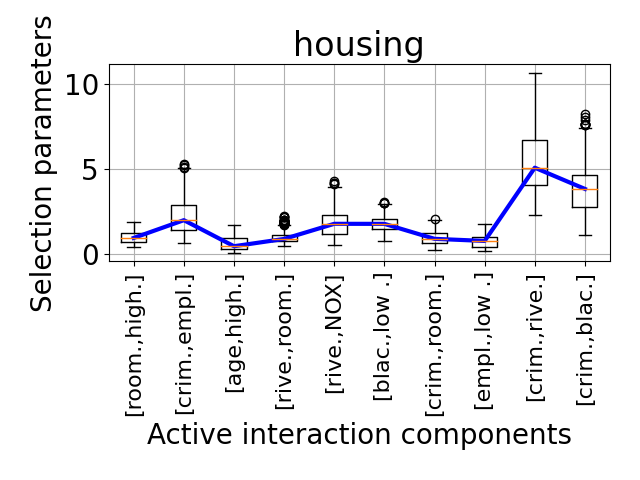 housing
Selection parameters
10
5
0
[room.,high.]
[crim.,empl.]
[age,high.]
[rive.,room.]
[rive.,NOX]
[blac.,low .]
[crim.,room.]
[empl.,low .]
[crim.,rive.]
[crim.,blac.]
Active interaction components